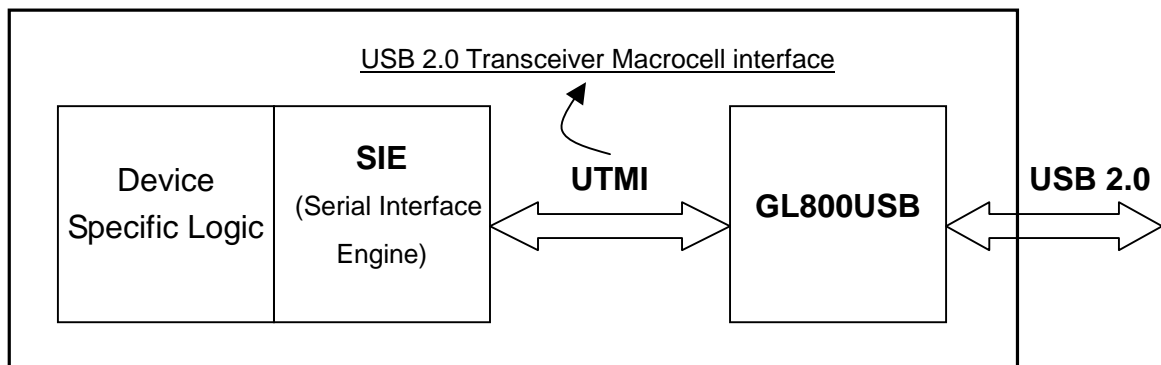 USB 2.0 Transceiver Macrocell interface
Device
Specific Logic
SIE
(Serial Interface
Engine)
UTMI
GL800USB
USB 2.0